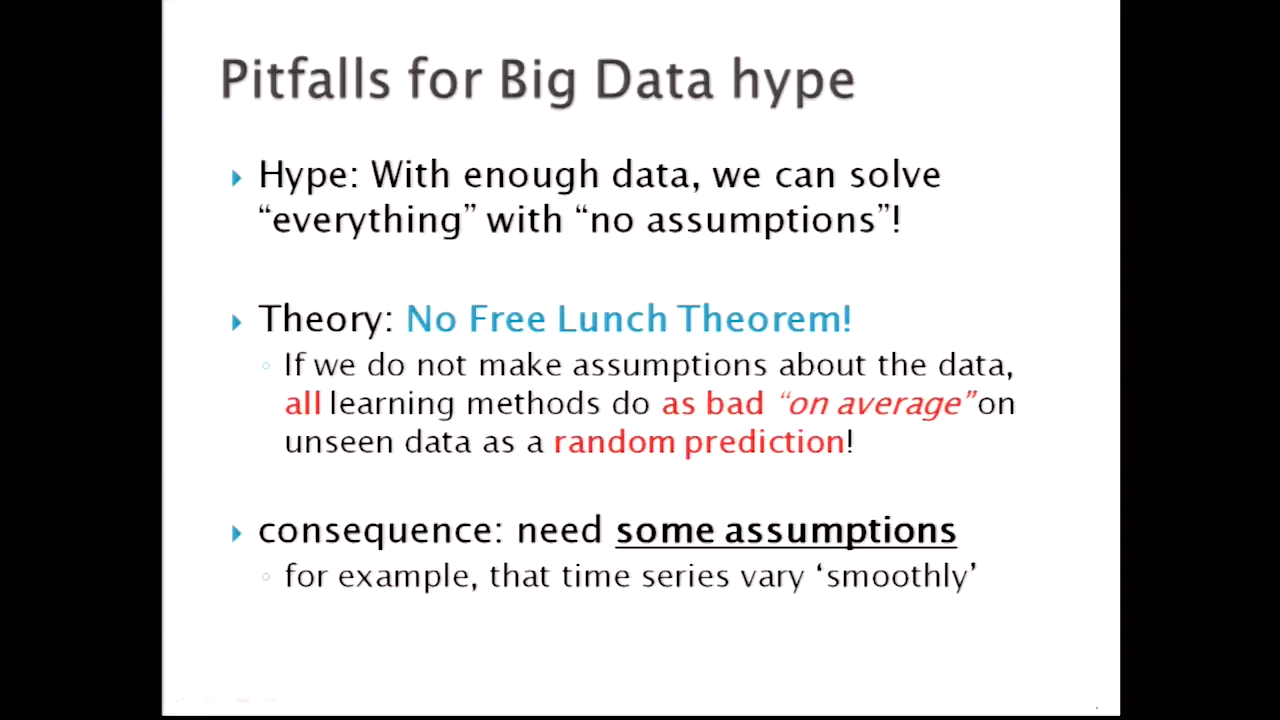 Pitfalls for Big Data hype
Hype: With enough data, we can solve
“everything” with “no assumptions”!
Theory: No Free Lunch Theorem!
If we do not make assumptions about the data,
all learning methods do as bad “on average” on
unseen data as a random prediction!
consequence: need some assumptions
for example, that time series vary ‘smoothly’